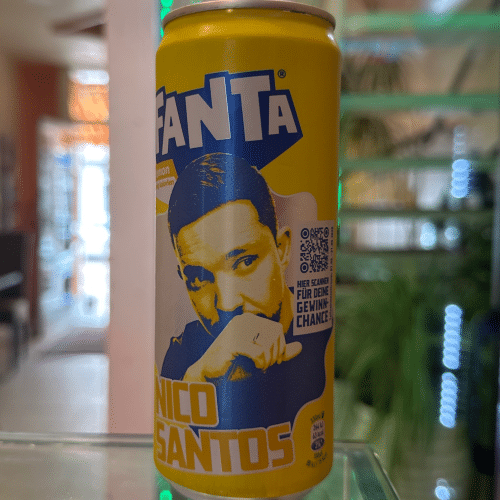 FANTA
HIER SCANNEN
FÜR DEINE
GEWINN-
CHANCE
NICO
SANTOS